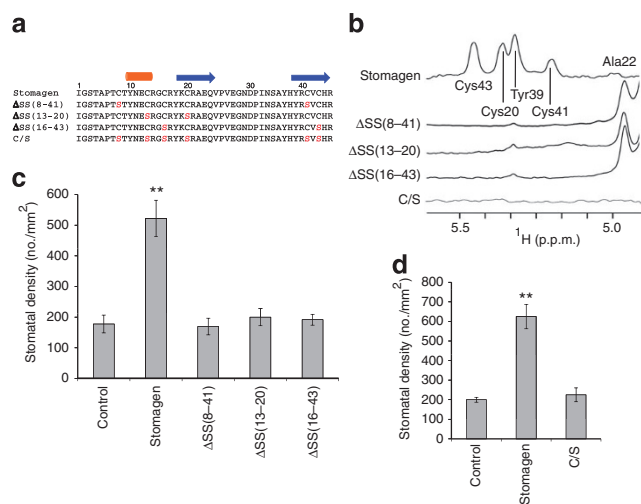 a
1 10 20 30 40
Stomagen IGSTAPTCTYNECRGCRYKCRAEQVPVEGNDPINSAYHYRCVCHR
ΔSS(8-41) IGSTAPTSTYNECRGCRYKCRAEQVPVEGNDPINSAYHYRSVCHR
ΔSS(13-20) IGSTAPTCTYNESRGCRYKSRAEQVPVEGNDPINSAYHYRCVCHR
ΔSS(16-43) IGSTAPTCTYNECRGSRYKCRAEQVPVEGNDPINSAYHYRCVSHR
C/S IGSTAPTSTYNESRGSRYKSRAEQVPVEGNDPINSAYHYRSVSHR
b
Stomagen
Cys43
Cys20
Tyr39
Cys41
Ala22
ΔSS(8–41)
ΔSS(13–20)
ΔSS(16–43)
C/S
5.5 5.0
¹H (p.p.m.)
c
Stomatal density (no./mm²)
600
500
400
300
200
100
0
**
Control
Stomagen
ΔSS(8–41)
ΔSS(13–20)
ΔSS(16–43)
d
Stomatal density (no./mm²)
800
700
600
500
400
300
200
100
0
**
Control
Stomagen
C/S